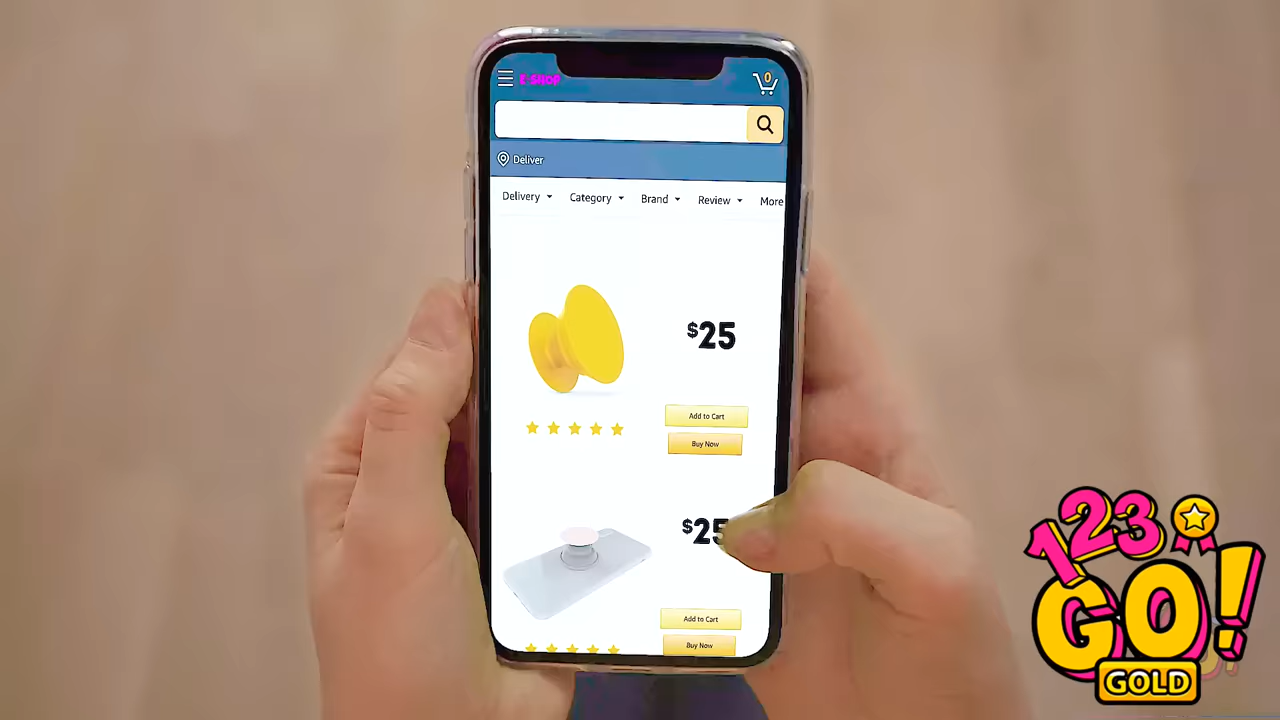 E-SHOP
0
Deliver
Delivery Category Brand Review More
$25
Add to Cart
Buy Now
$25
Add to Cart
Buy Now
123
GO!
GOLD